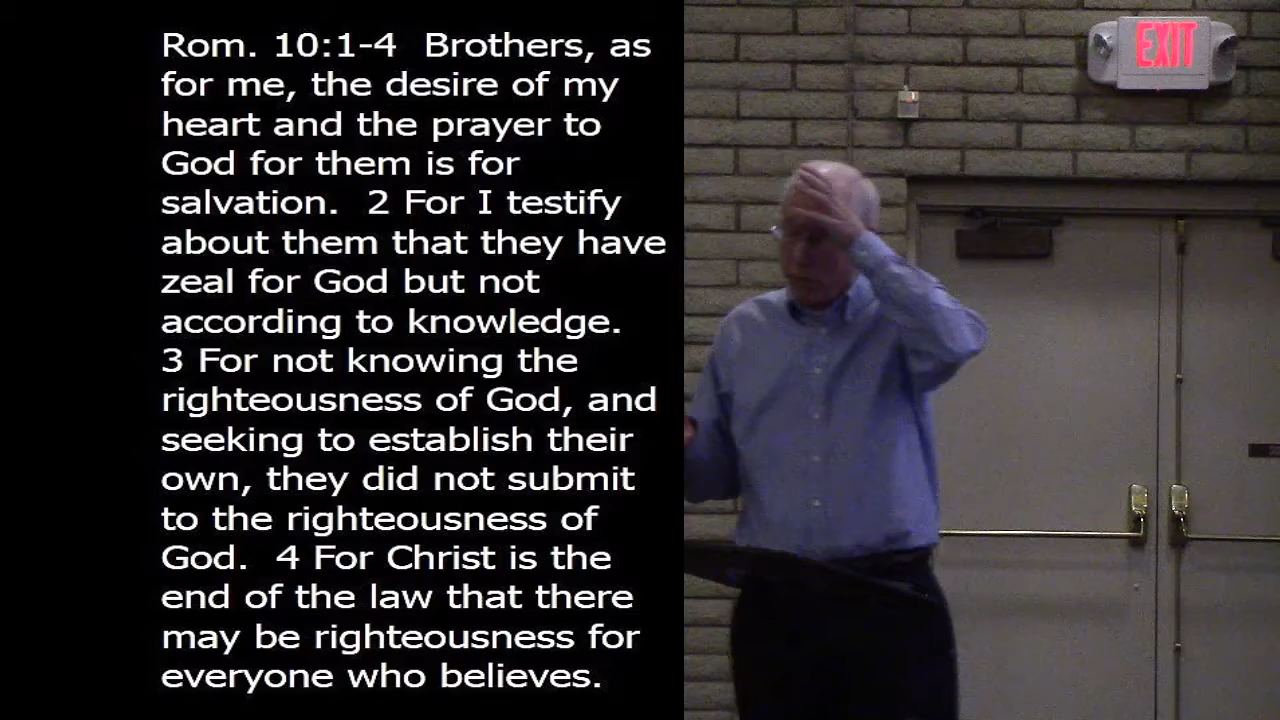 Rom. 10:1-4  Brothers, as
for me, the desire of my
heart and the prayer to
God for them is for
salvation.  2 For I testify
about them that they have
zeal for God but not
according to knowledge.
3 For not knowing the
righteousness of God, and
seeking to establish their
own, they did not submit
to the righteousness of
God.  4 For Christ is the
end of the law that there
may be righteousness for
everyone who believes.
EXIT